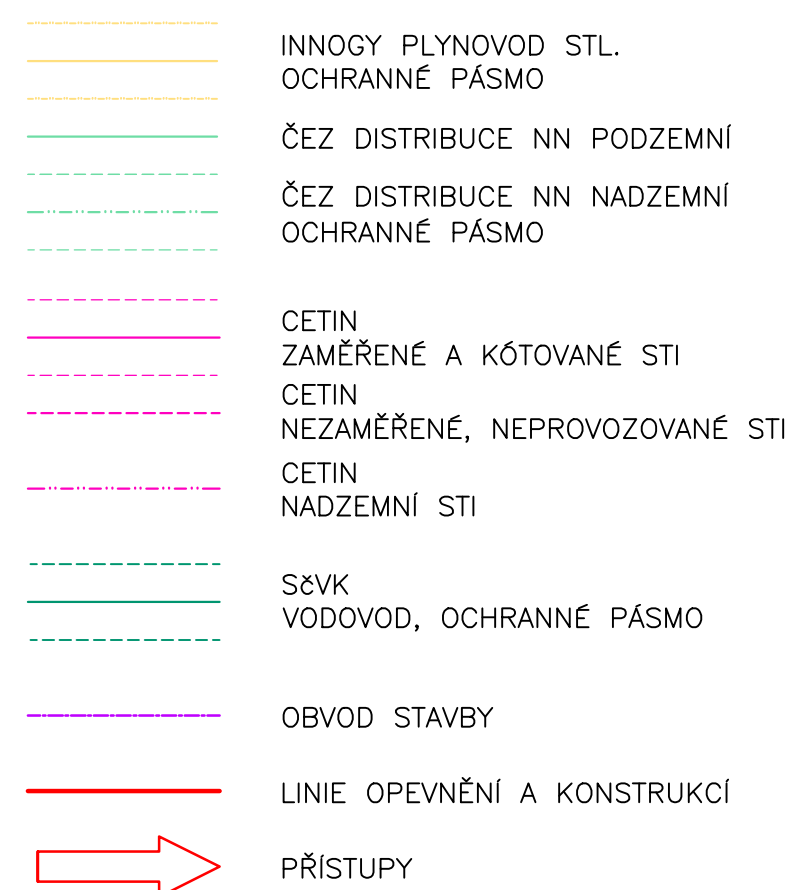 INNOGY PLYNOVOD STL.
OCHRANNÉ PÁSMO
ČEZ DISTRIBUCE NN PODZEMNÍ
ČEZ DISTRIBUCE NN NADZEMNÍ
OCHRANNÉ PÁSMO
CETIN
ZAMĚŘENÉ A KÓTOVANÉ STI
CETIN
NEZAMĚŘENÉ, NEPROVOZOVANÉ STI
CETIN
NADZEMNÍ STI
SčVK
VODOVOD, OCHRANNÉ PÁSMO
OBVOD STAVBY
LINIE OPEVNĚNÍ A KONSTRUKCÍ
PŘÍSTUPY